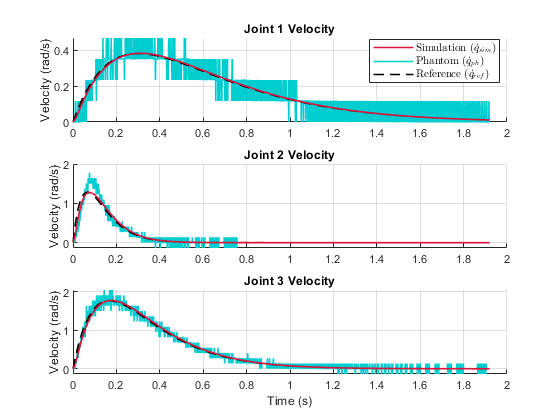 Joint 1 Velocity
Velocity (rad/s)
0.4
0.2
0
Simulation (q̇_sim)
Phantom (q̇_ph)
Reference (q̇_ref)
0 0.2 0.4 0.6 0.8 1 1.2 1.4 1.6 1.8 2
Joint 2 Velocity
Velocity (rad/s)
2
1
0
0 0.2 0.4 0.6 0.8 1 1.2 1.4 1.6 1.8 2
Joint 3 Velocity
Velocity (rad/s)
2
1
0
0 0.2 0.4 0.6 0.8 1 1.2 1.4 1.6 1.8 2
Time (s)